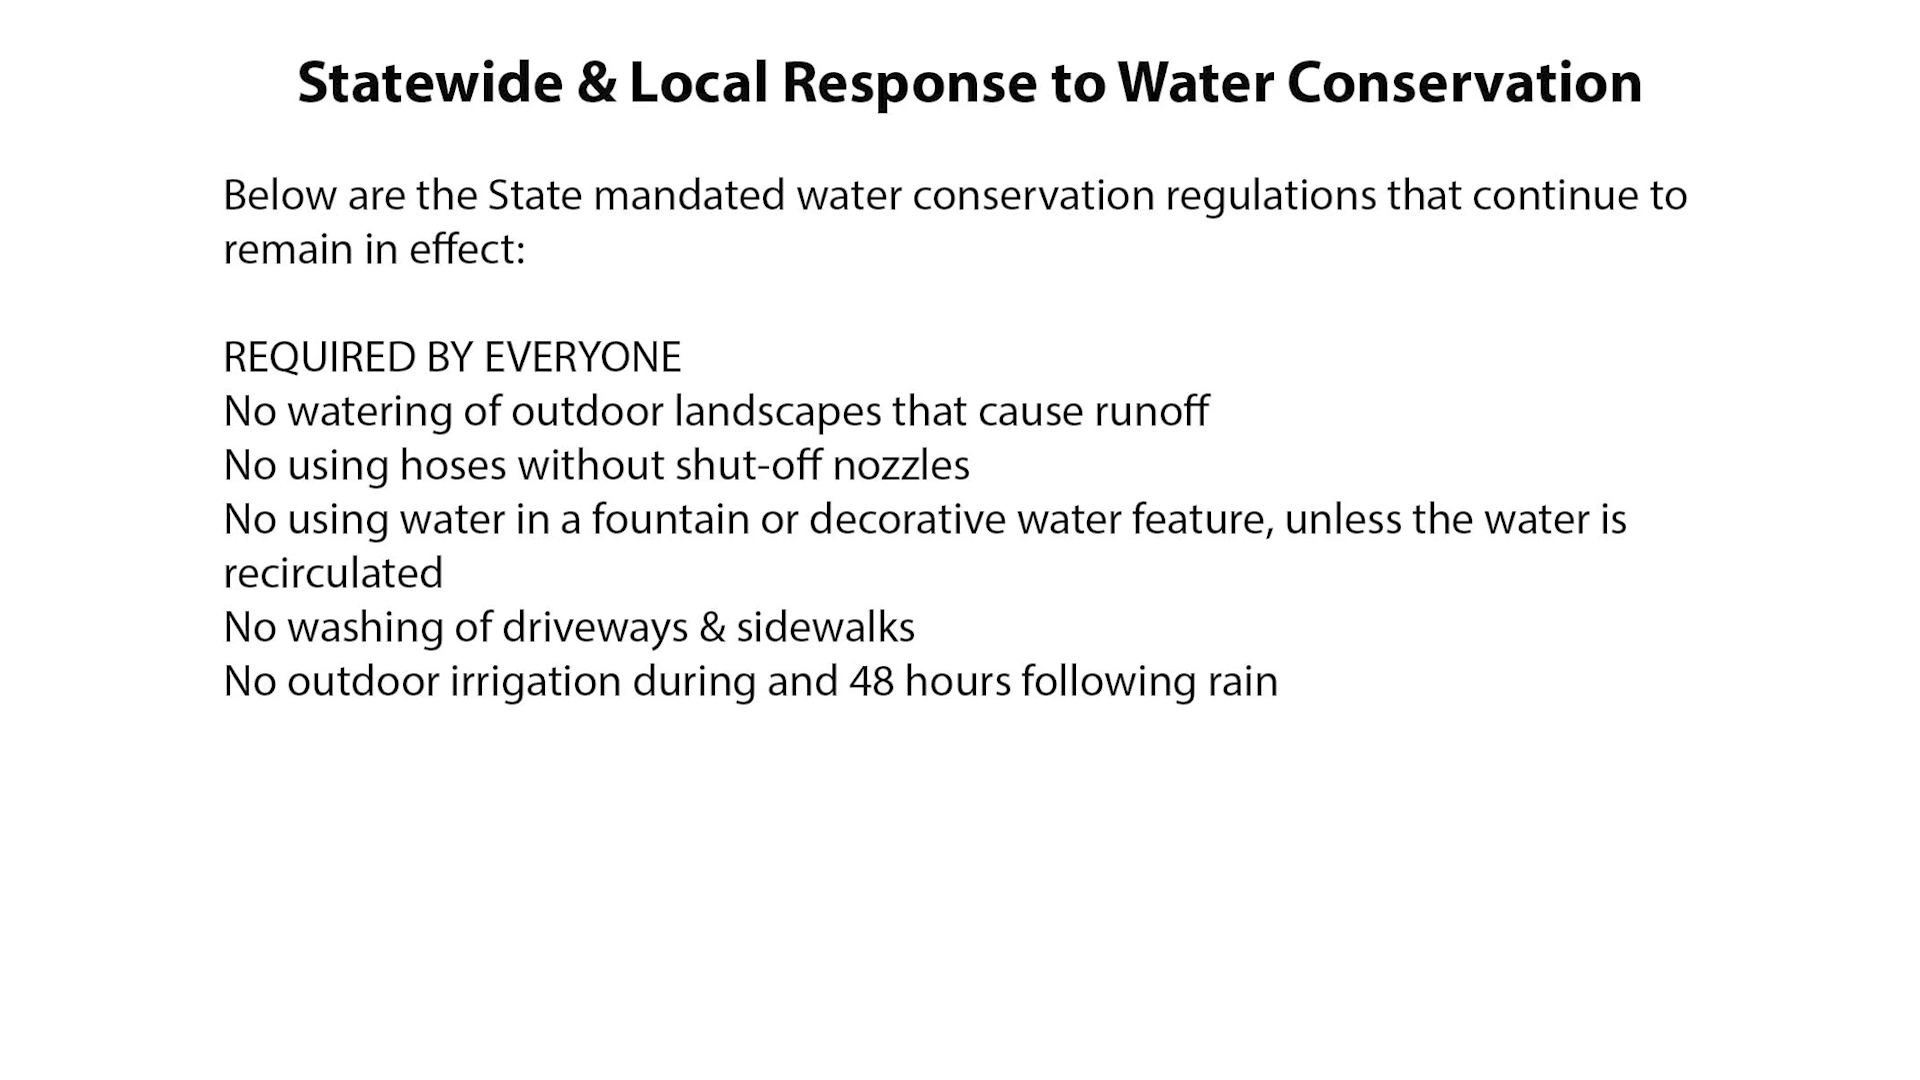 Statewide & Local Response to Water Conservation
Below are the State mandated water conservation regulations that continue to
remain in effect:
REQUIRED BY EVERYONE
No watering of outdoor landscapes that cause runoff
No using hoses without shut-off nozzles
No using water in a fountain or decorative water feature, unless the water is
recirculated
No washing of driveways & sidewalks
No outdoor irrigation during and 48 hours following rain